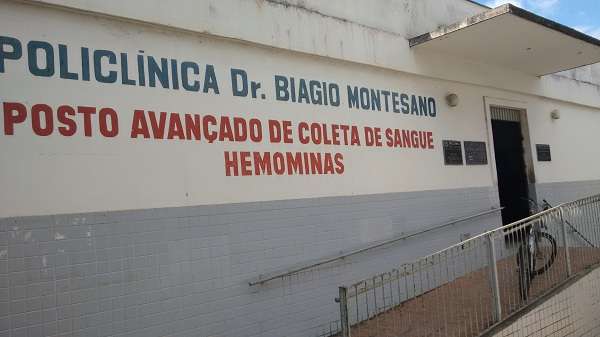 POLICLÍNICA Dr. BIAGIO MONTESANO
POSTO AVANÇADO DE COLETA DE SANGUE
HEMOMINAS